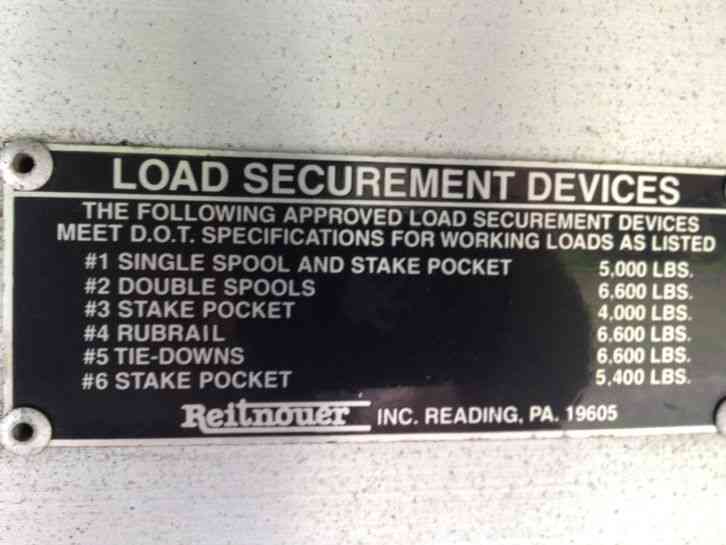 LOAD SECUREMENT DEVICES
THE FOLLOWING APPROVED LOAD SECUREMENT DEVICES
MEET D.O.T. SPECIFICATIONS FOR WORKING LOADS AS LISTED
#1 SINGLE SPOOL AND STAKE POCKET 5,000 LBS.
#2 DOUBLE SPOOLS 6,600 LBS.
#3 STAKE POCKET 4,000 LBS.
#4 RUBRAIL 6,600 LBS.
#5 TIE-DOWNS 6,600 LBS.
#6 STAKE POCKET 5,400 LBS.
Reitnouer INC. READING, PA. 19605